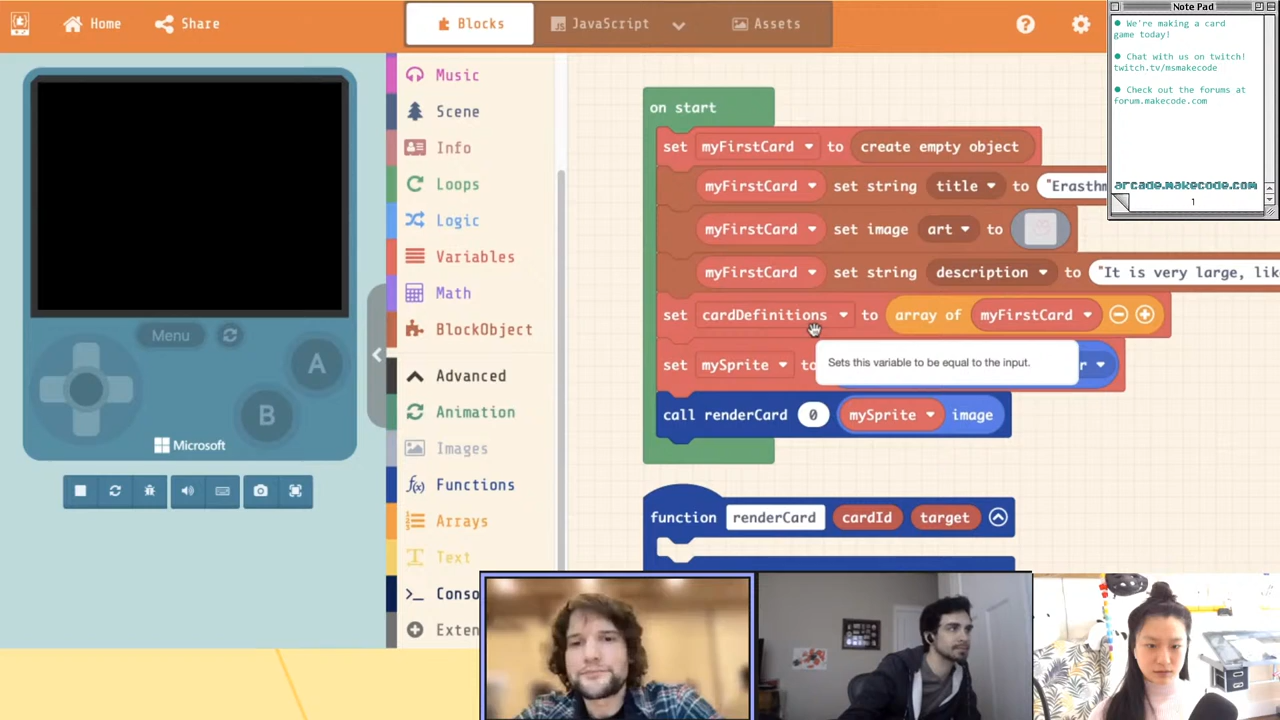 Home
Share
Blocks
JavaScript
Assets
Note Pad
● We're making a card
game today!
● Chat with us on twitch!
twitch.tv/msmakecode
● Check out the forums at
forum.makecode.com
arcade.makecode.com
1
Menu
A
B
Microsoft
Music
Scene
Info
Loops
Logic
Variables
Math
BlockObject
Advanced
Animation
Images
Functions
Arrays
Text
Conso
Exten
on start
set myFirstCard to create empty object
myFirstCard set string title to "Erasthm
myFirstCard set image art to
myFirstCard set string description to "It is very large, lik
set cardDefinitions to array of myFirstCard
set mySprite to
r
Sets this variable to be equal to the input.
call renderCard 0 mySprite image
function renderCard cardId target